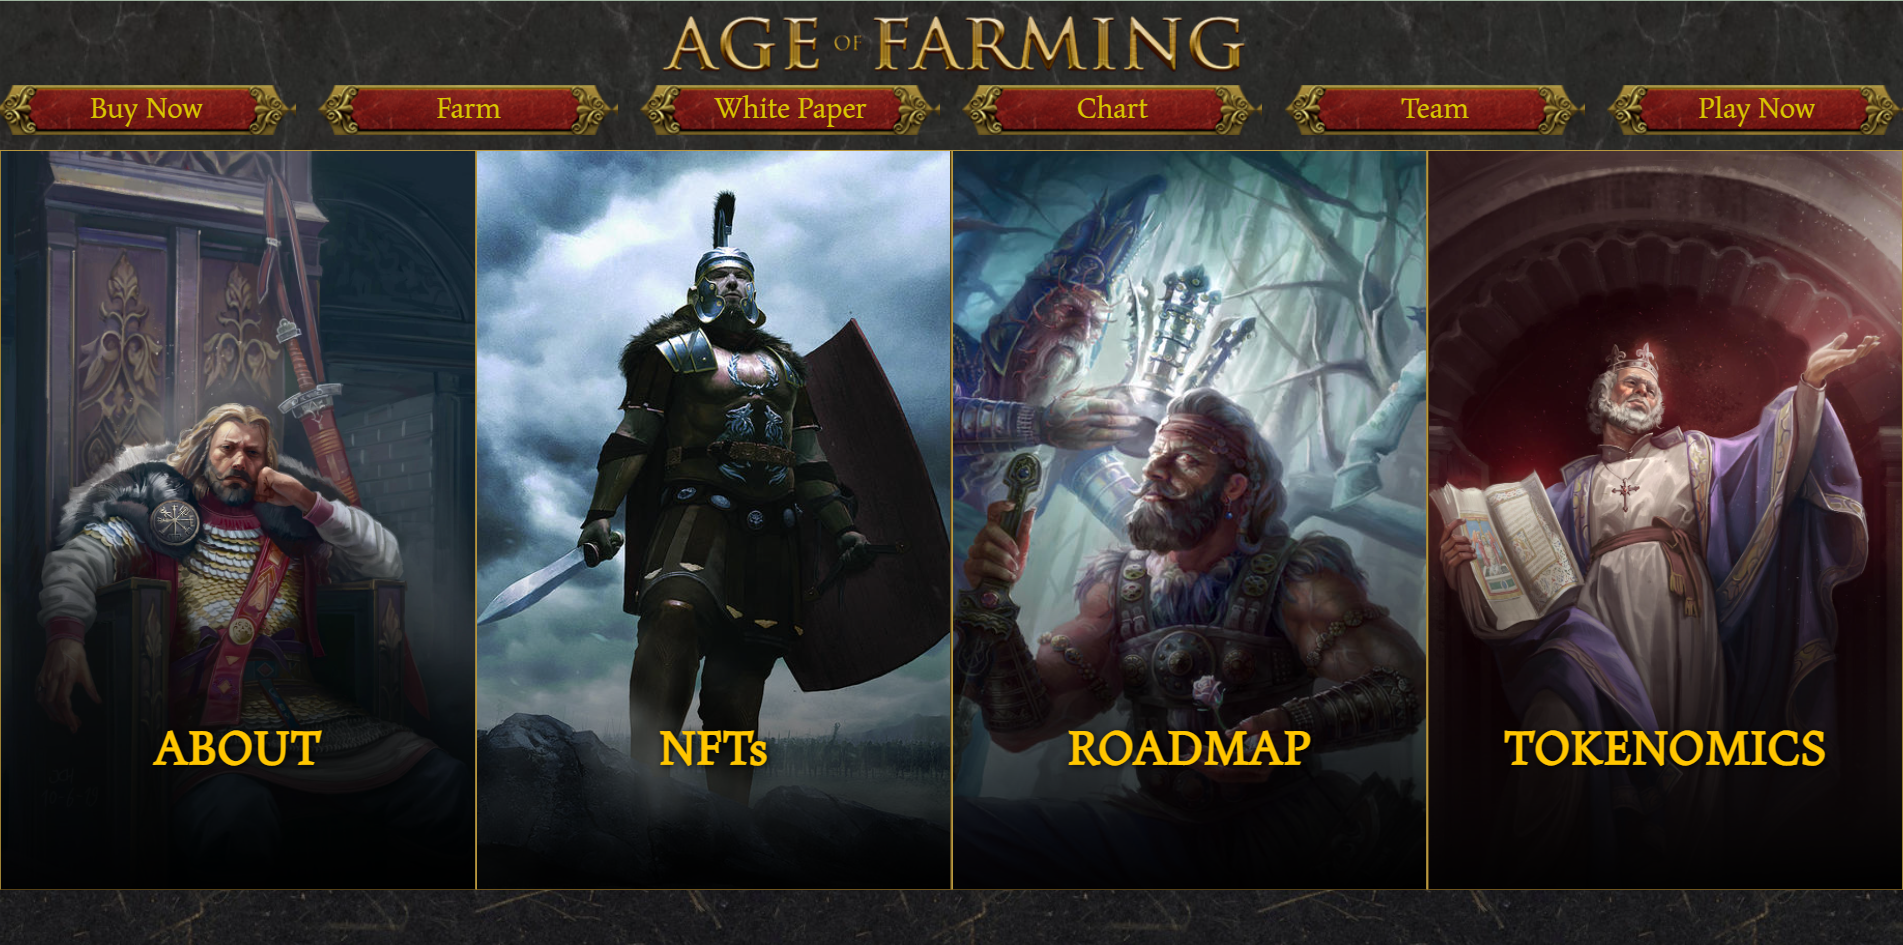 AGE OF FARMING
Buy Now
Farm
White Paper
Chart
Team
Play Now
ABOUT
NFTs
ROADMAP
TOKENOMICS